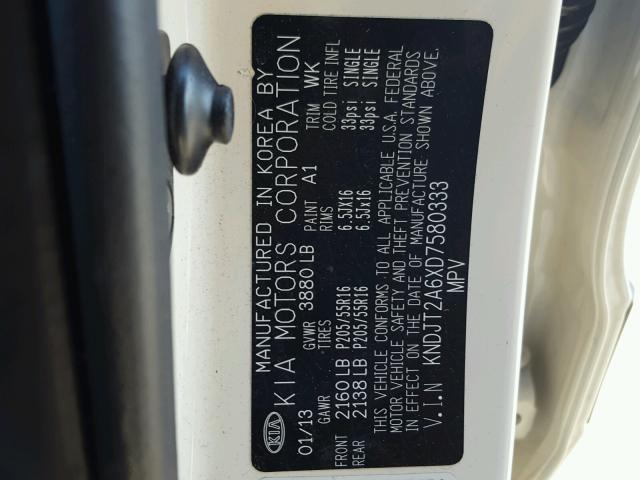 KIA
MANUFACTURED IN KOREA BY
KIA MOTORS CORPORATION
01/13 GVWR 3880 LB PAINT A1 TRIM WK
GAWR TIRES RIMS COLD TIRE INFL
FRONT 2160 LB P205/55R16 6.5JX16 33psi SINGLE
REAR 2138 LB P205/55R16 6.5JX16 33psi SINGLE
THIS VEHICLE CONFORMS TO ALL APPLICABLE U.S.A. FEDERAL
MOTOR VEHICLE SAFETY AND THEFT PREVENTION STANDARDS
IN EFFECT ON THE DATE OF MANUFACTURE SHOWN ABOVE.
V.I.N KNDJT2A6XD7580333
MPV